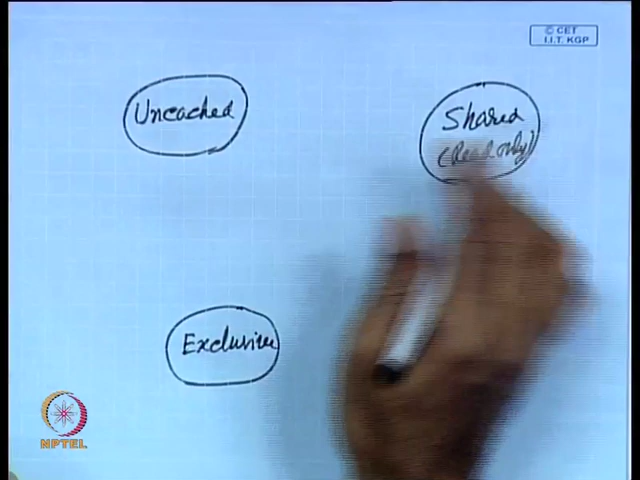 © CET
I.I.T. KGP
Uncached
Shared
(Read only)
Exclusive
NPTEL